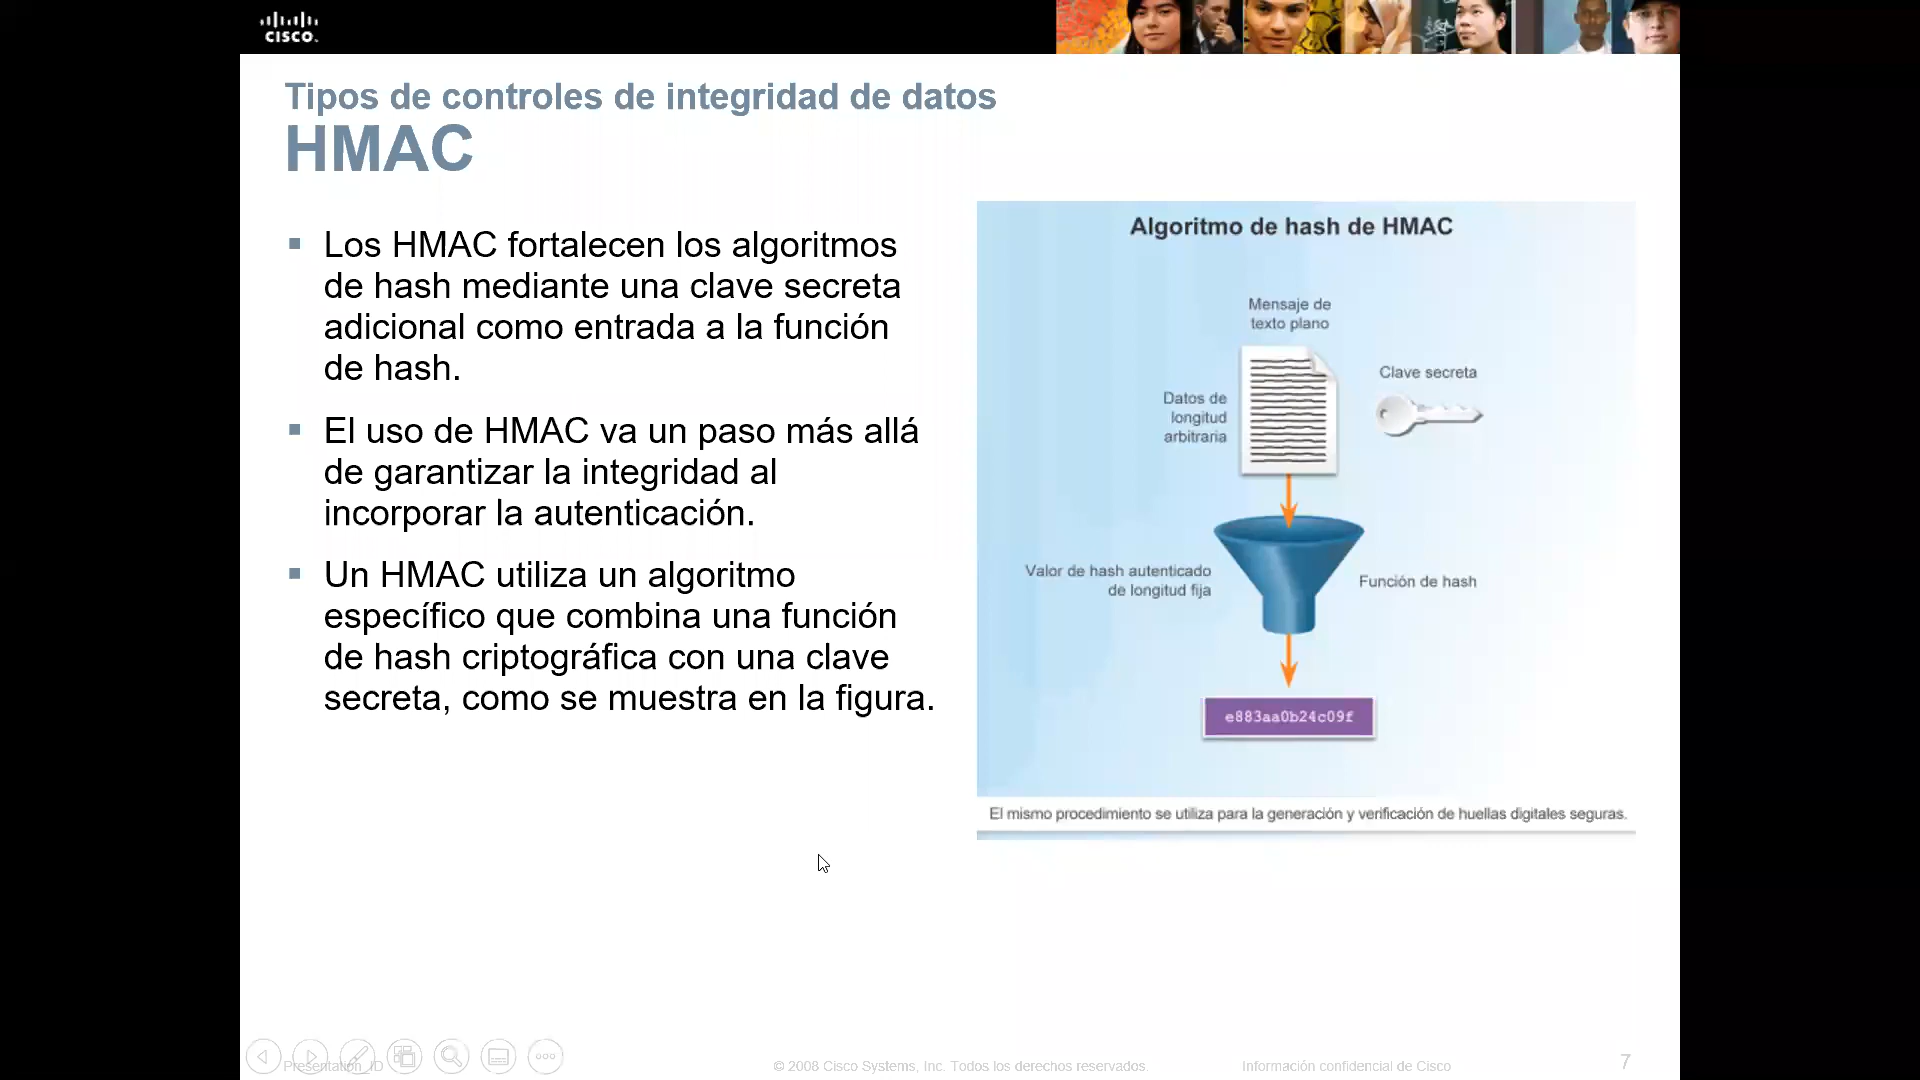 CISCO.
Tipos de controles de integridad de datos
HMAC
Los HMAC fortalecen los algoritmos
de hash mediante una clave secreta
adicional como entrada a la función
de hash.
El uso de HMAC va un paso más allá
de garantizar la integridad al
incorporar la autenticación.
Un HMAC utiliza un algoritmo
específico que combina una función
de hash criptográfica con una clave
secreta, como se muestra en la figura.
Algoritmo de hash de HMAC
Mensaje de
texto plano
Clave secreta
Datos de
longitud
arbitraria
Valor de hash autenticado
de longitud fija
Función de hash
e883aa0b24c09f
El mismo procedimiento se utiliza para la generación y verificación de huellas digitales seguras.
Presentation_ID
© 2008 Cisco Systems, Inc. Todos los derechos reservados.
Información confidencial de Cisco
7